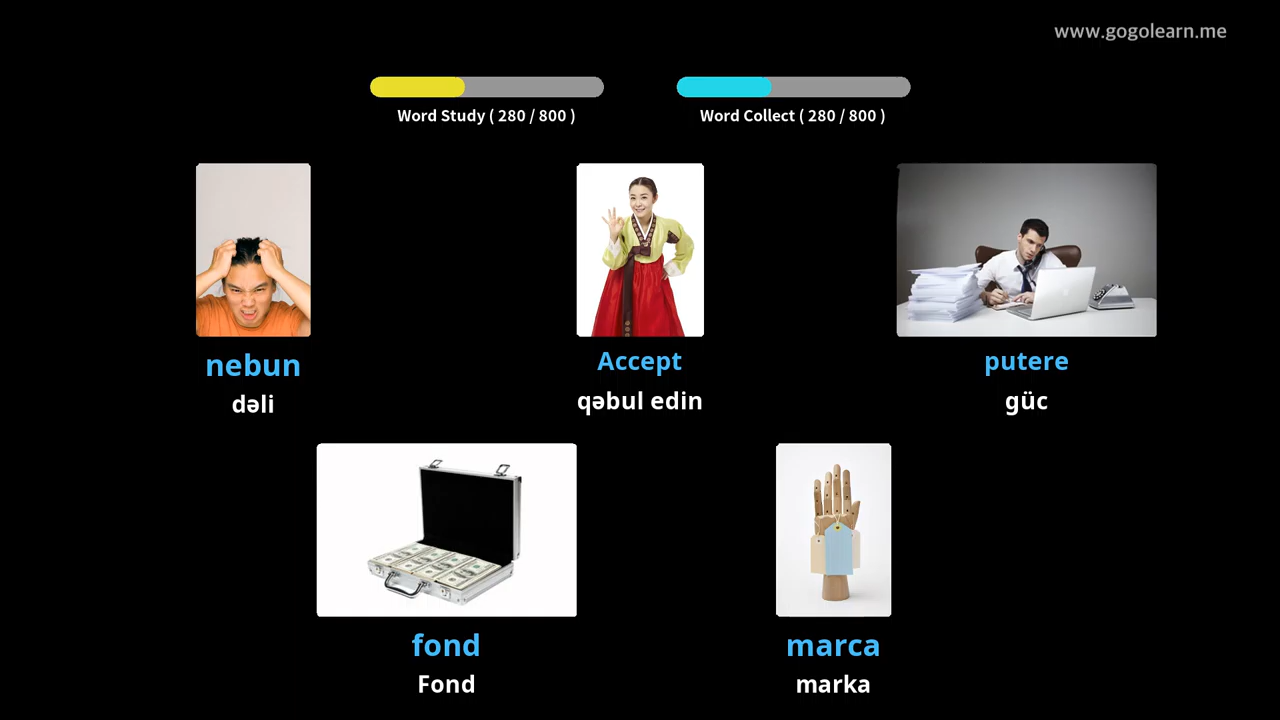 www.gogolearn.me
Word Study ( 280 / 800 )
Word Collect ( 280 / 800 )
nebun
dəli
Accept
qəbul edin
putere
güc
fond
Fond
marca
marka